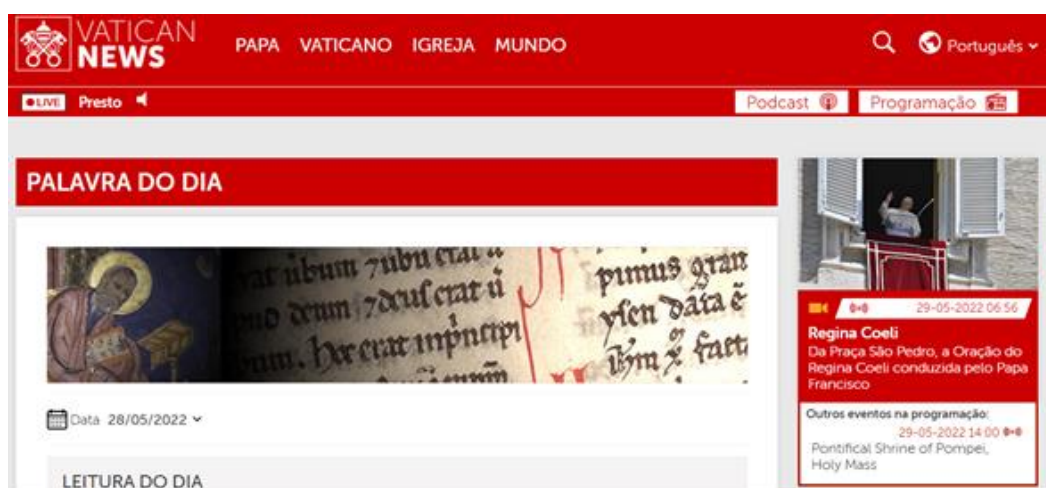 VATICAN
NEWS
PAPA VATICANO IGREJA MUNDO
Português
LIVE Presto
Podcast
Programação
PALAVRA DO DIA
Data 28/05/2022
LEITURA DO DIA
29-05-2022 06:56
Regina Coeli
Da Praça São Pedro, a Oração do
Regina Coeli conduzida pelo Papa
Francisco
Outros eventos na programação:
29-05-2022 14:00
Pontifical Shrine of Pompei,
Holy Mass